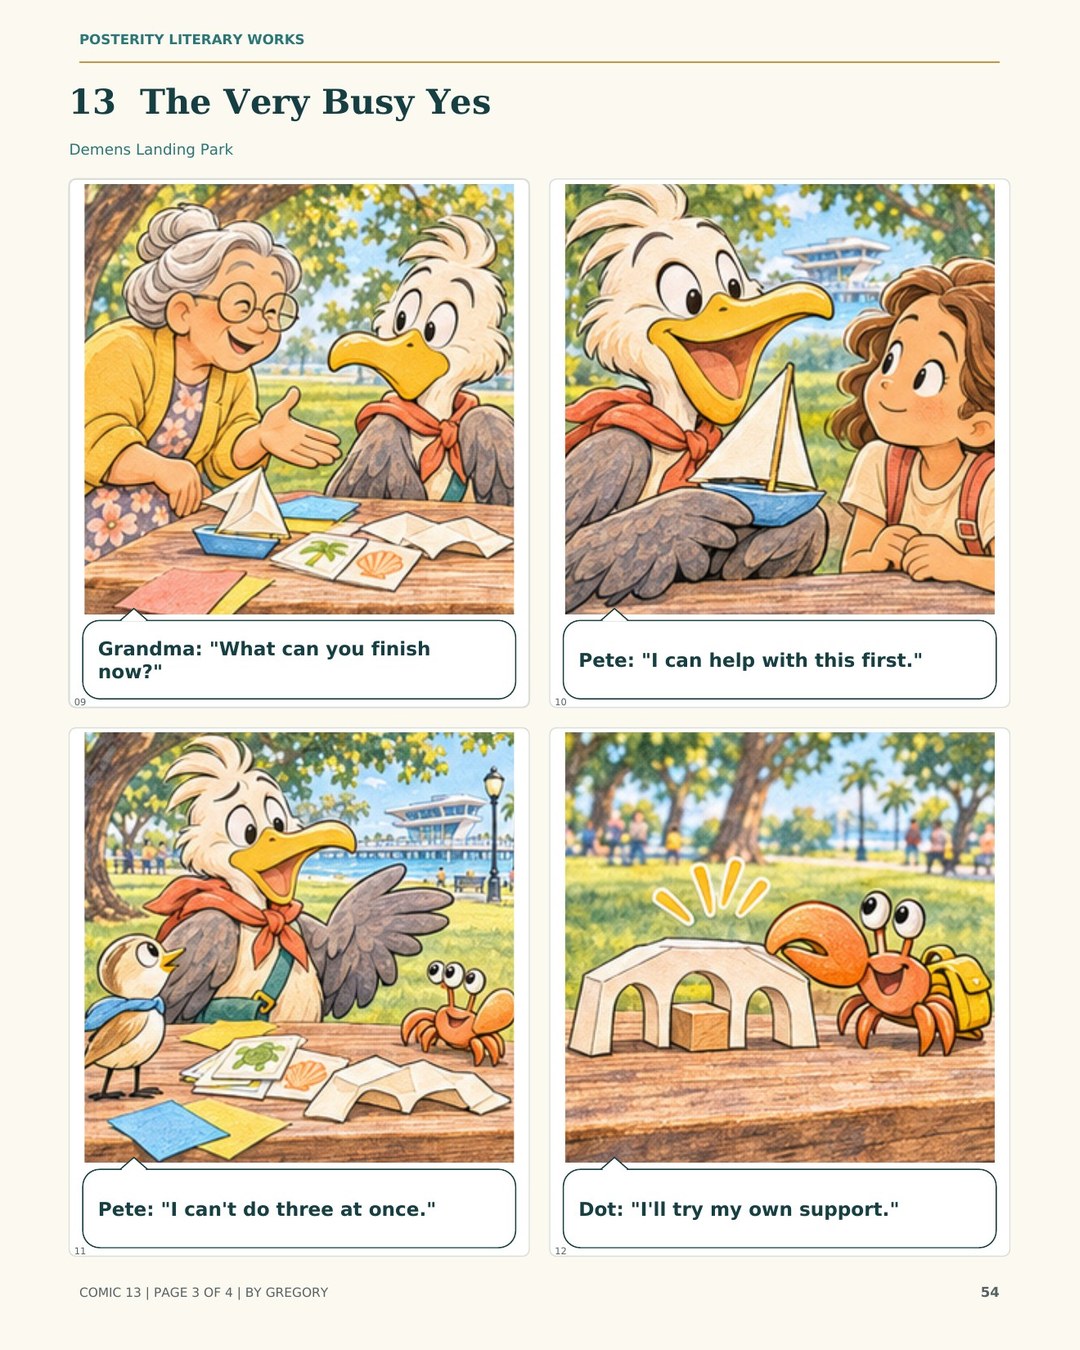 POSTERITY LITERARY WORKS
13 The Very Busy Yes
Demens Landing Park
Grandma: "What can you finish
now?"
09
Pete: "I can help with this first."
10
Pete: "I can't do three at once."
11
Dot: "I'll try my own support."
12
COMIC 13 | PAGE 3 OF 4 | BY GREGORY
54